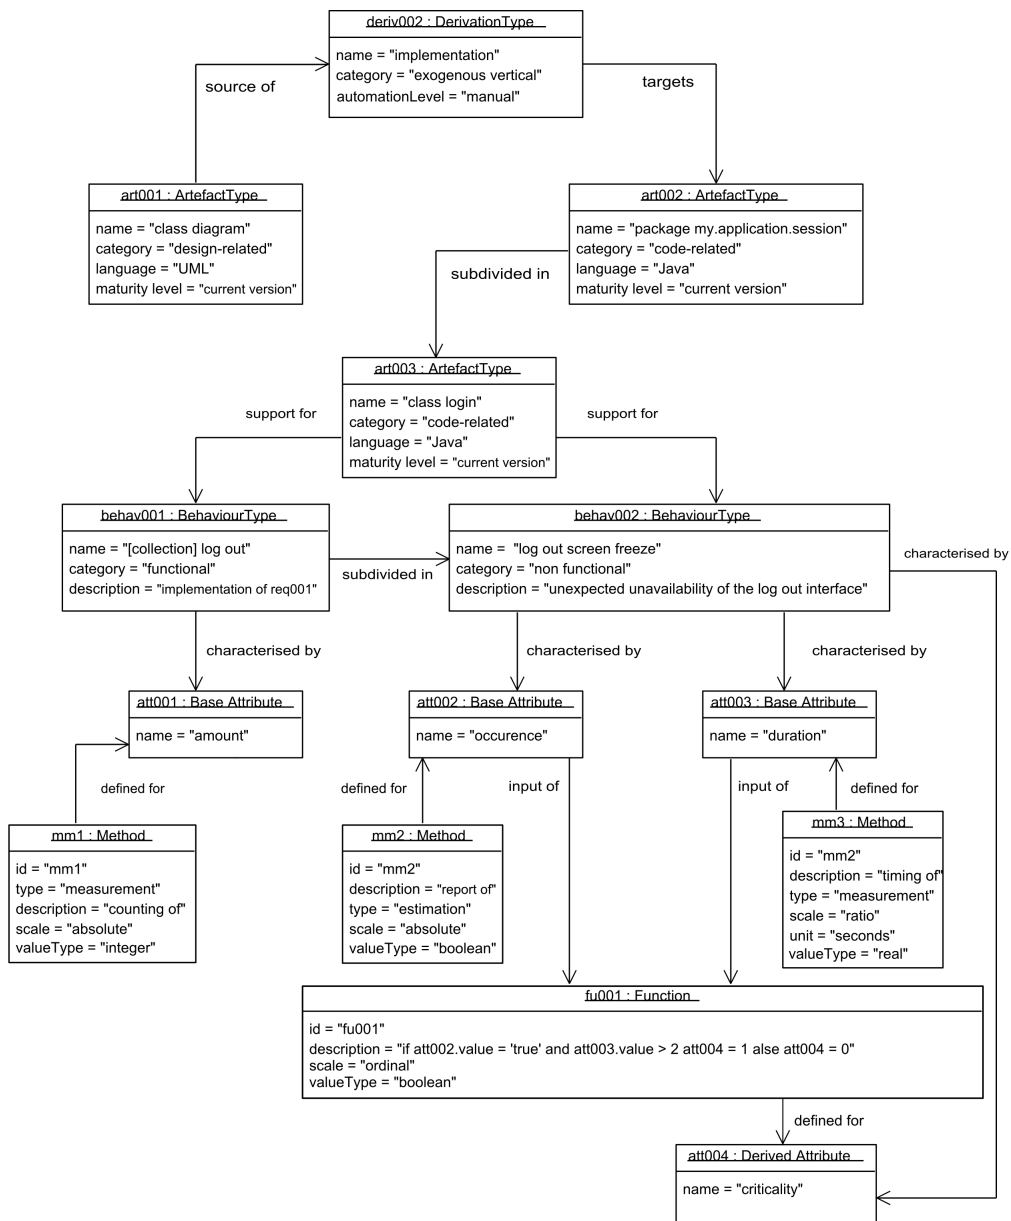 deriv002 : DerivationType
name = "implementation"
category = "exogenous vertical"
automationLevel = "manual"
source of
targets
art001 : ArtefactType
name = "class diagram"
category = "design-related"
language = "UML"
maturity level = "current version"
art002 : ArtefactType
name = "package my.application.session"
category = "code-related"
language = "Java"
maturity level = "current version"
subdivided in
art003 : ArtefactType
name = "class login"
category = "code-related"
language = "Java"
maturity level = "current version"
support for
support for
behav001 : BehaviourType
name = "[collection] log out"
category = "functional"
description = "implementation of req001"
subdivided in
behav002 : BehaviourType
name = "log out screen freeze"
category = "non functional"
description = "unexpected unavailability of the log out interface"
characterised by
characterised by
characterised by
characterised by
att001 : Base Attribute
name = "amount"
att002 : Base Attribute
name = "occurence"
att003 : Base Attribute
name = "duration"
defined for
defined for
input of
input of
defined for
mm1 : Method
id = "mm1"
type = "measurement"
description = "counting of"
scale = "absolute"
valueType = "integer"
mm2 : Method
id = "mm2"
description = "report of"
type = "estimation"
scale = "absolute"
valueType = "boolean"
mm3 : Method
id = "mm2"
description = "timing of"
type = "measurement"
scale = "ratio"
unit = "seconds"
valueType = "real"
fu001 : Function
id = "fu001"
description = "if att002.value = 'true' and att003.value > 2 att004 = 1 alse att004 = 0"
scale = "ordinal"
valueType = "boolean"
defined for
att004 : Derived Attribute
name = "criticality"